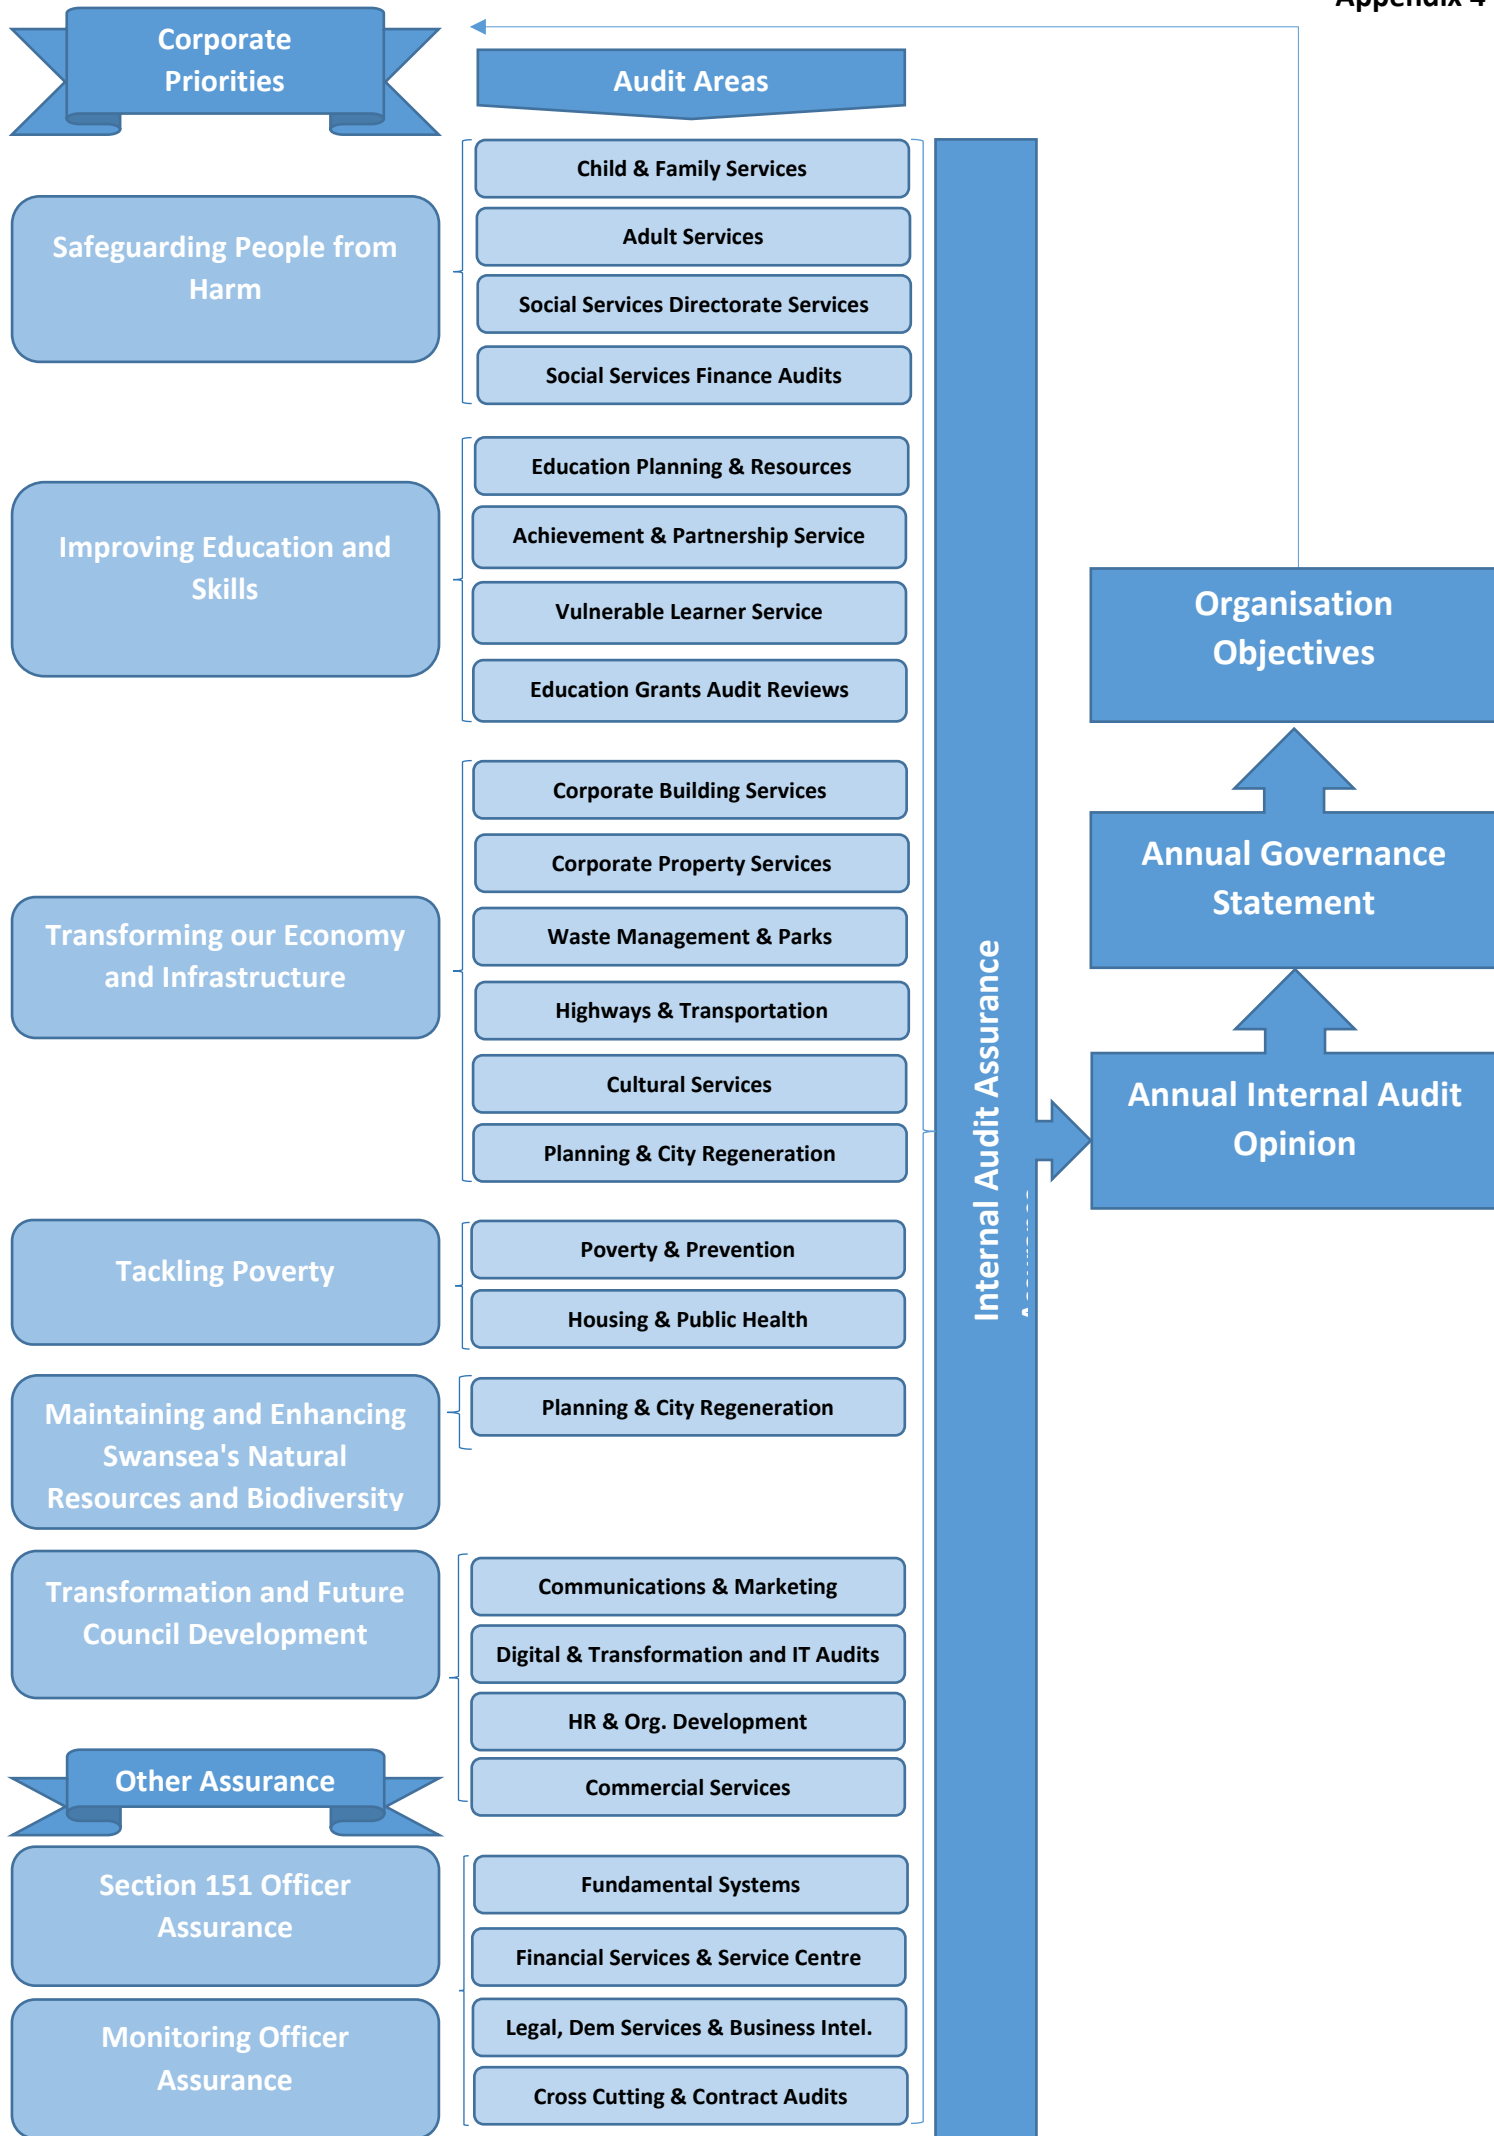 Appendix 4
Corporate
Priorities
Audit Areas
Safeguarding People from
Harm
Child & Family Services
Adult Services
Social Services Directorate Services
Social Services Finance Audits
Improving Education and
Skills
Education Planning & Resources
Achievement & Partnership Service
Vulnerable Learner Service
Education Grants Audit Reviews
Transforming our Economy
and Infrastructure
Corporate Building Services
Corporate Property Services
Waste Management & Parks
Highways & Transportation
Cultural Services
Planning & City Regeneration
Tackling Poverty
Poverty & Prevention
Housing & Public Health
Maintaining and Enhancing
Swansea's Natural
Resources and Biodiversity
Planning & City Regeneration
Transformation and Future
Council Development
Communications & Marketing
Digital & Transformation and IT Audits
HR & Org. Development
Commercial Services
Other Assurance
Section 151 Officer
Assurance
Monitoring Officer
Assurance
Fundamental Systems
Financial Services & Service Centre
Legal, Dem Services & Business Intel.
Cross Cutting & Contract Audits
Internal Audit Assurance
Organisation
Objectives
Annual Governance
Statement
Annual Internal Audit
Opinion